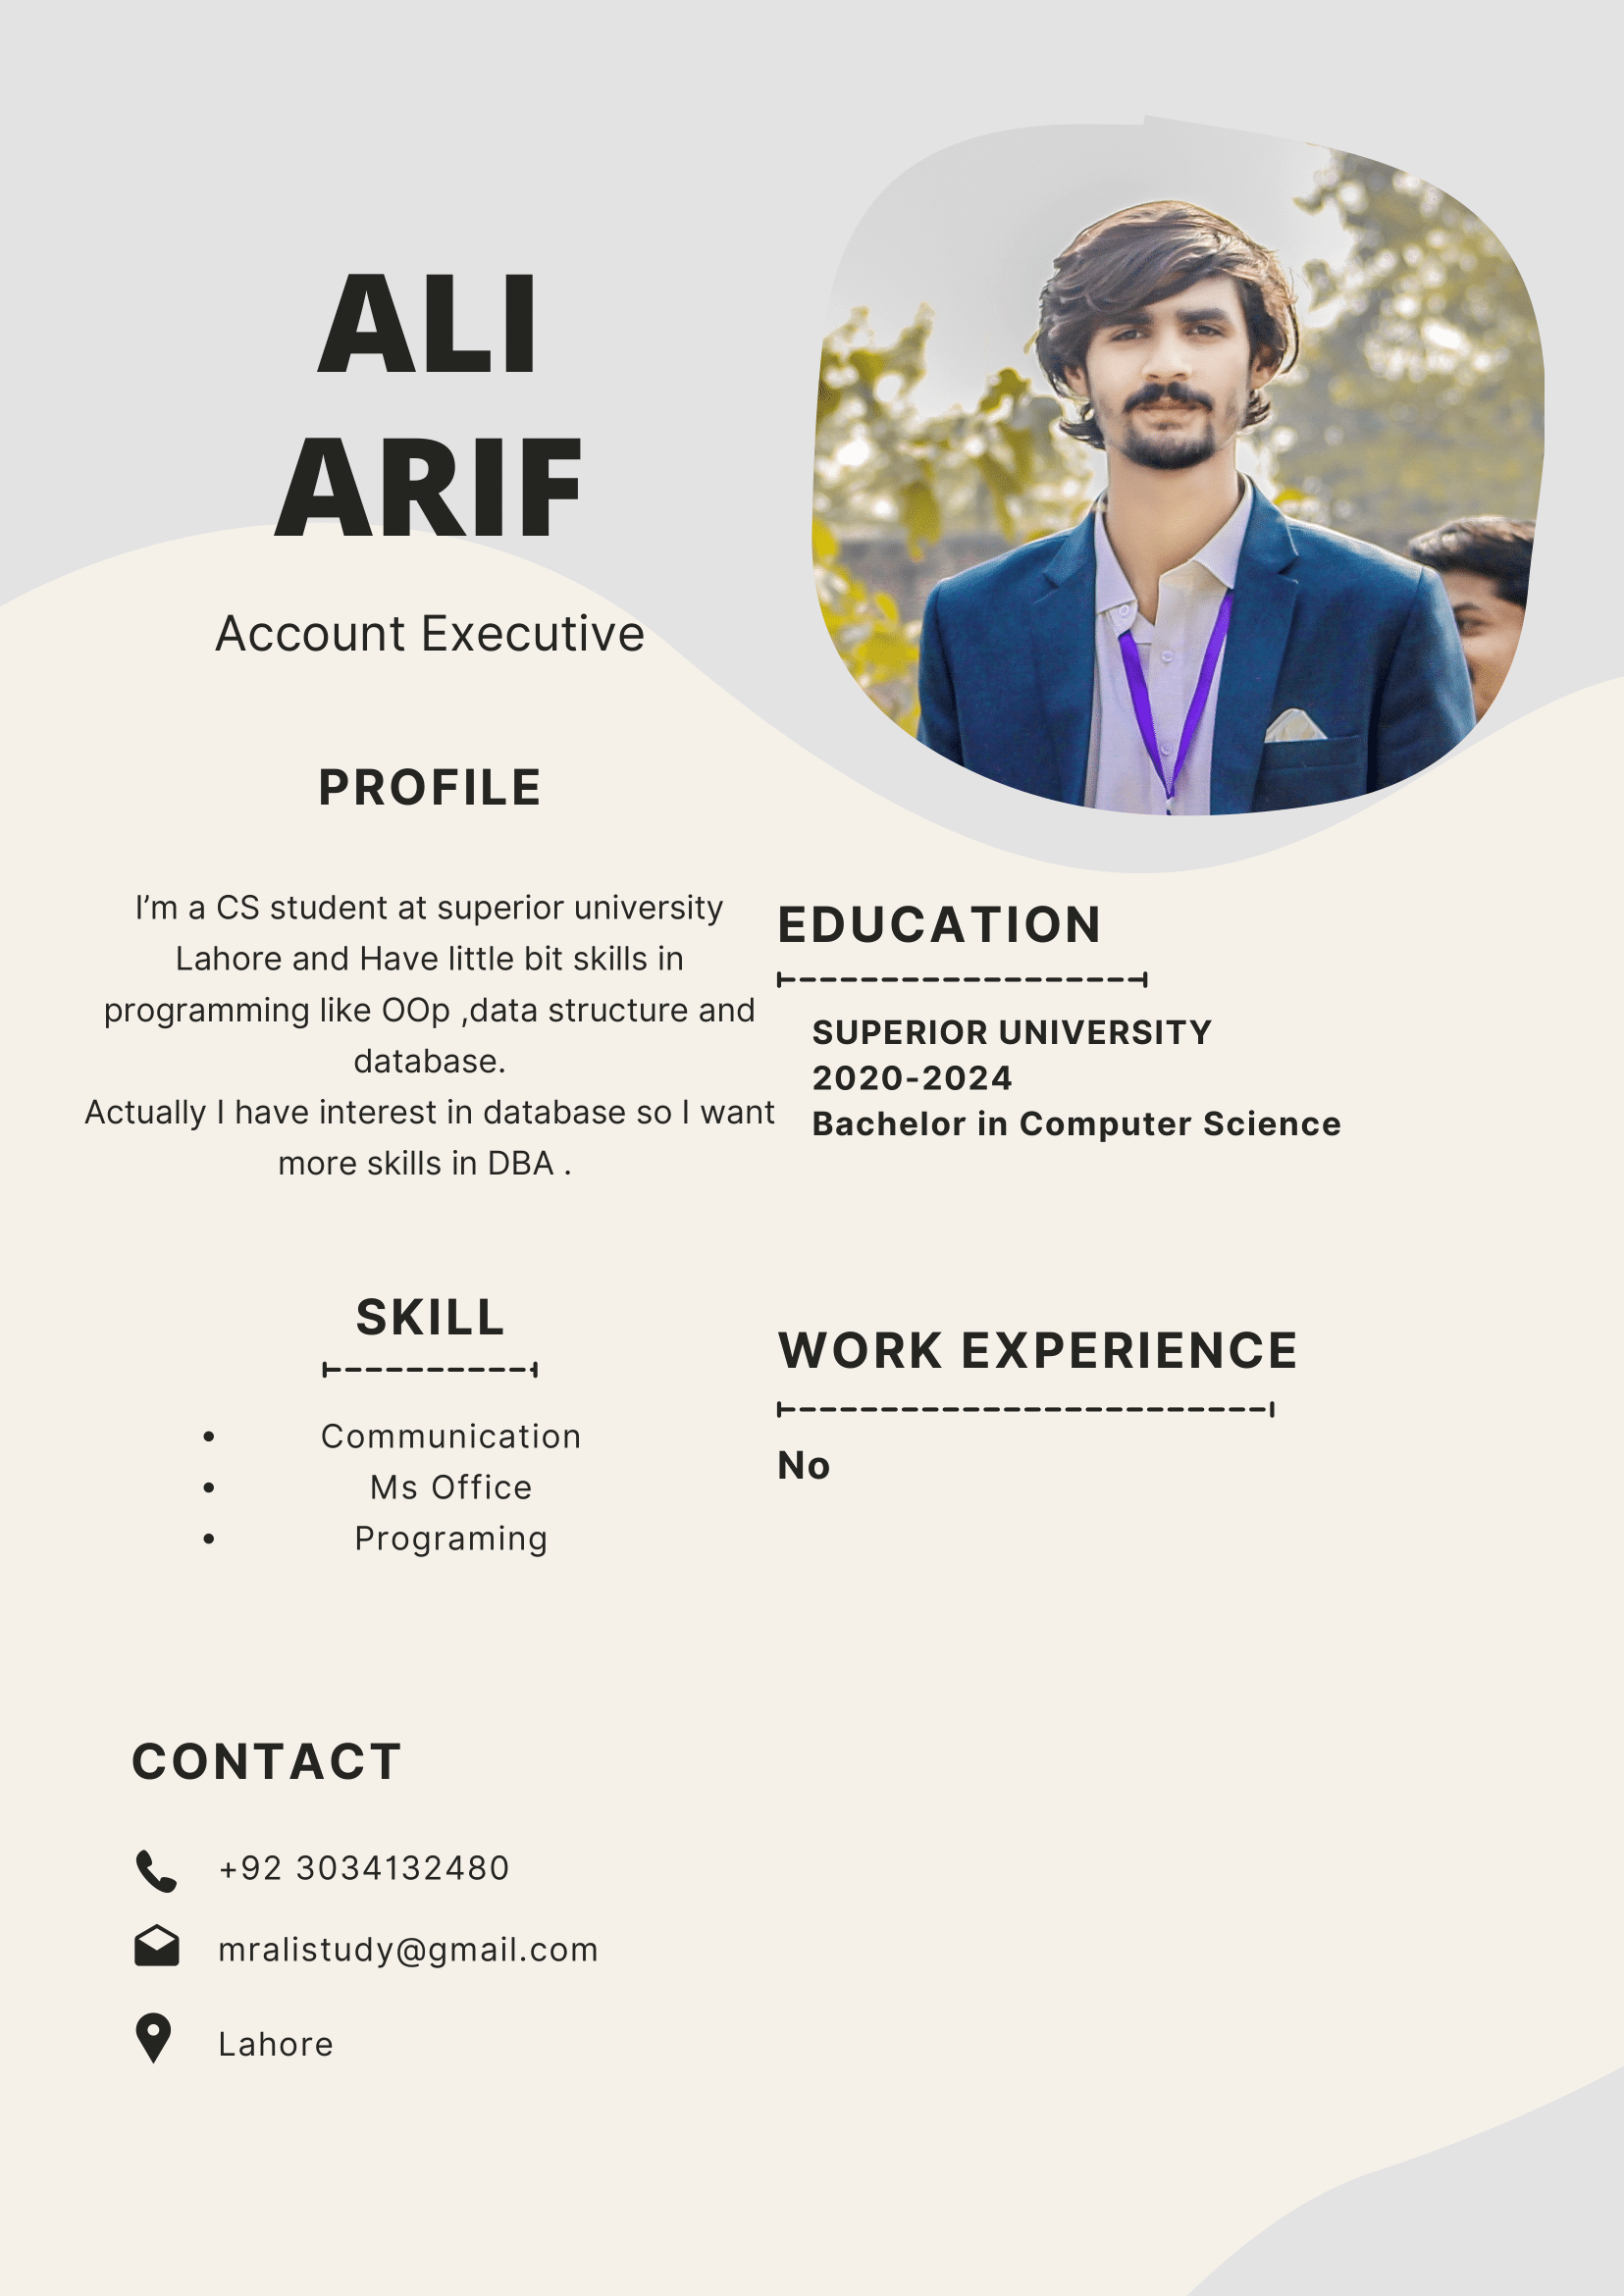 ALI
ARIF
Account Executive
PROFILE
I’m a CS student at superior university
Lahore and Have little bit skills in
programming like OOp ,data structure and
database.
Actually I have interest in database so I want
more skills in DBA .
SKILL
• Communication
• Ms Office
• Programing
CONTACT
+92 3034132480
mralistudy@gmail.com
Lahore
EDUCATION
SUPERIOR UNIVERSITY
2020-2024
Bachelor in Computer Science
WORK EXPERIENCE
No